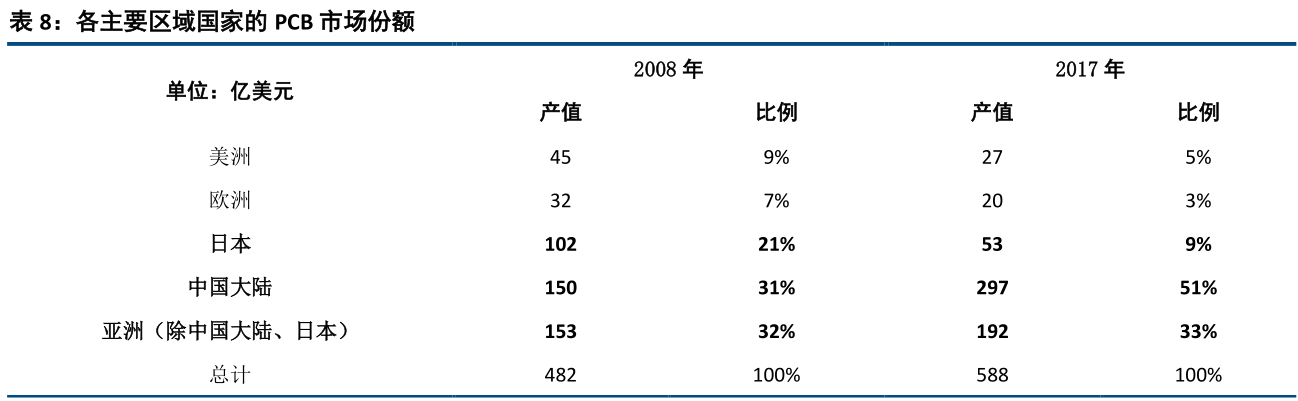 表 8：各主要区域国家的 PCB 市场份额
单位：亿美元 2008 年 2017 年
产值 比例 产值 比例
美洲 45 9% 27 5%
欧洲 32 7% 20 3%
日本 102 21% 53 9%
中国大陆 150 31% 297 51%
亚洲（除中国大陆、日本） 153 32% 192 33%
总计 482 100% 588 100%